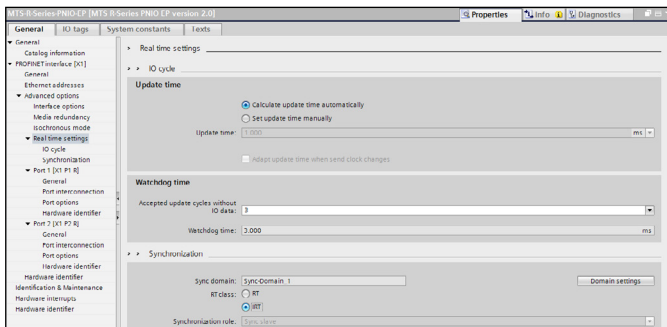 MTS-R-Series-PNIO-EP [MTS R-Series PNIO EP version 2.0]
Properties
Info
Diagnostics
General
IO tags
System constants
Texts
General
Catalog information
PROFINET interface [X1]
General
Ethernet addresses
Advanced options
Interface options
Media redundancy
Isochronous mode
Real time settings
IO cycle
Synchronization
Port 1 [X1 P1 R]
General
Port interconnection
Port options
Hardware identifier
Port 2 [X1 P2 R]
General
Port interconnection
Port options
Hardware identifier
Hardware identifier
Identification & Maintenance
Hardware interrupts
Hardware identifier
Real time settings
IO cycle
Update time
Calculate update time automatically
Set update time manually
Update time: 1.000 ms
Adapt update time when send clock changes
Watchdog time
Accepted update cycles without
IO data: 3
Watchdog time: 3.000 ms
Synchronization
Sync domain: Sync-Domain_1 Domain settings
RT class: RT
IRT
Synchronization role: Sync slave